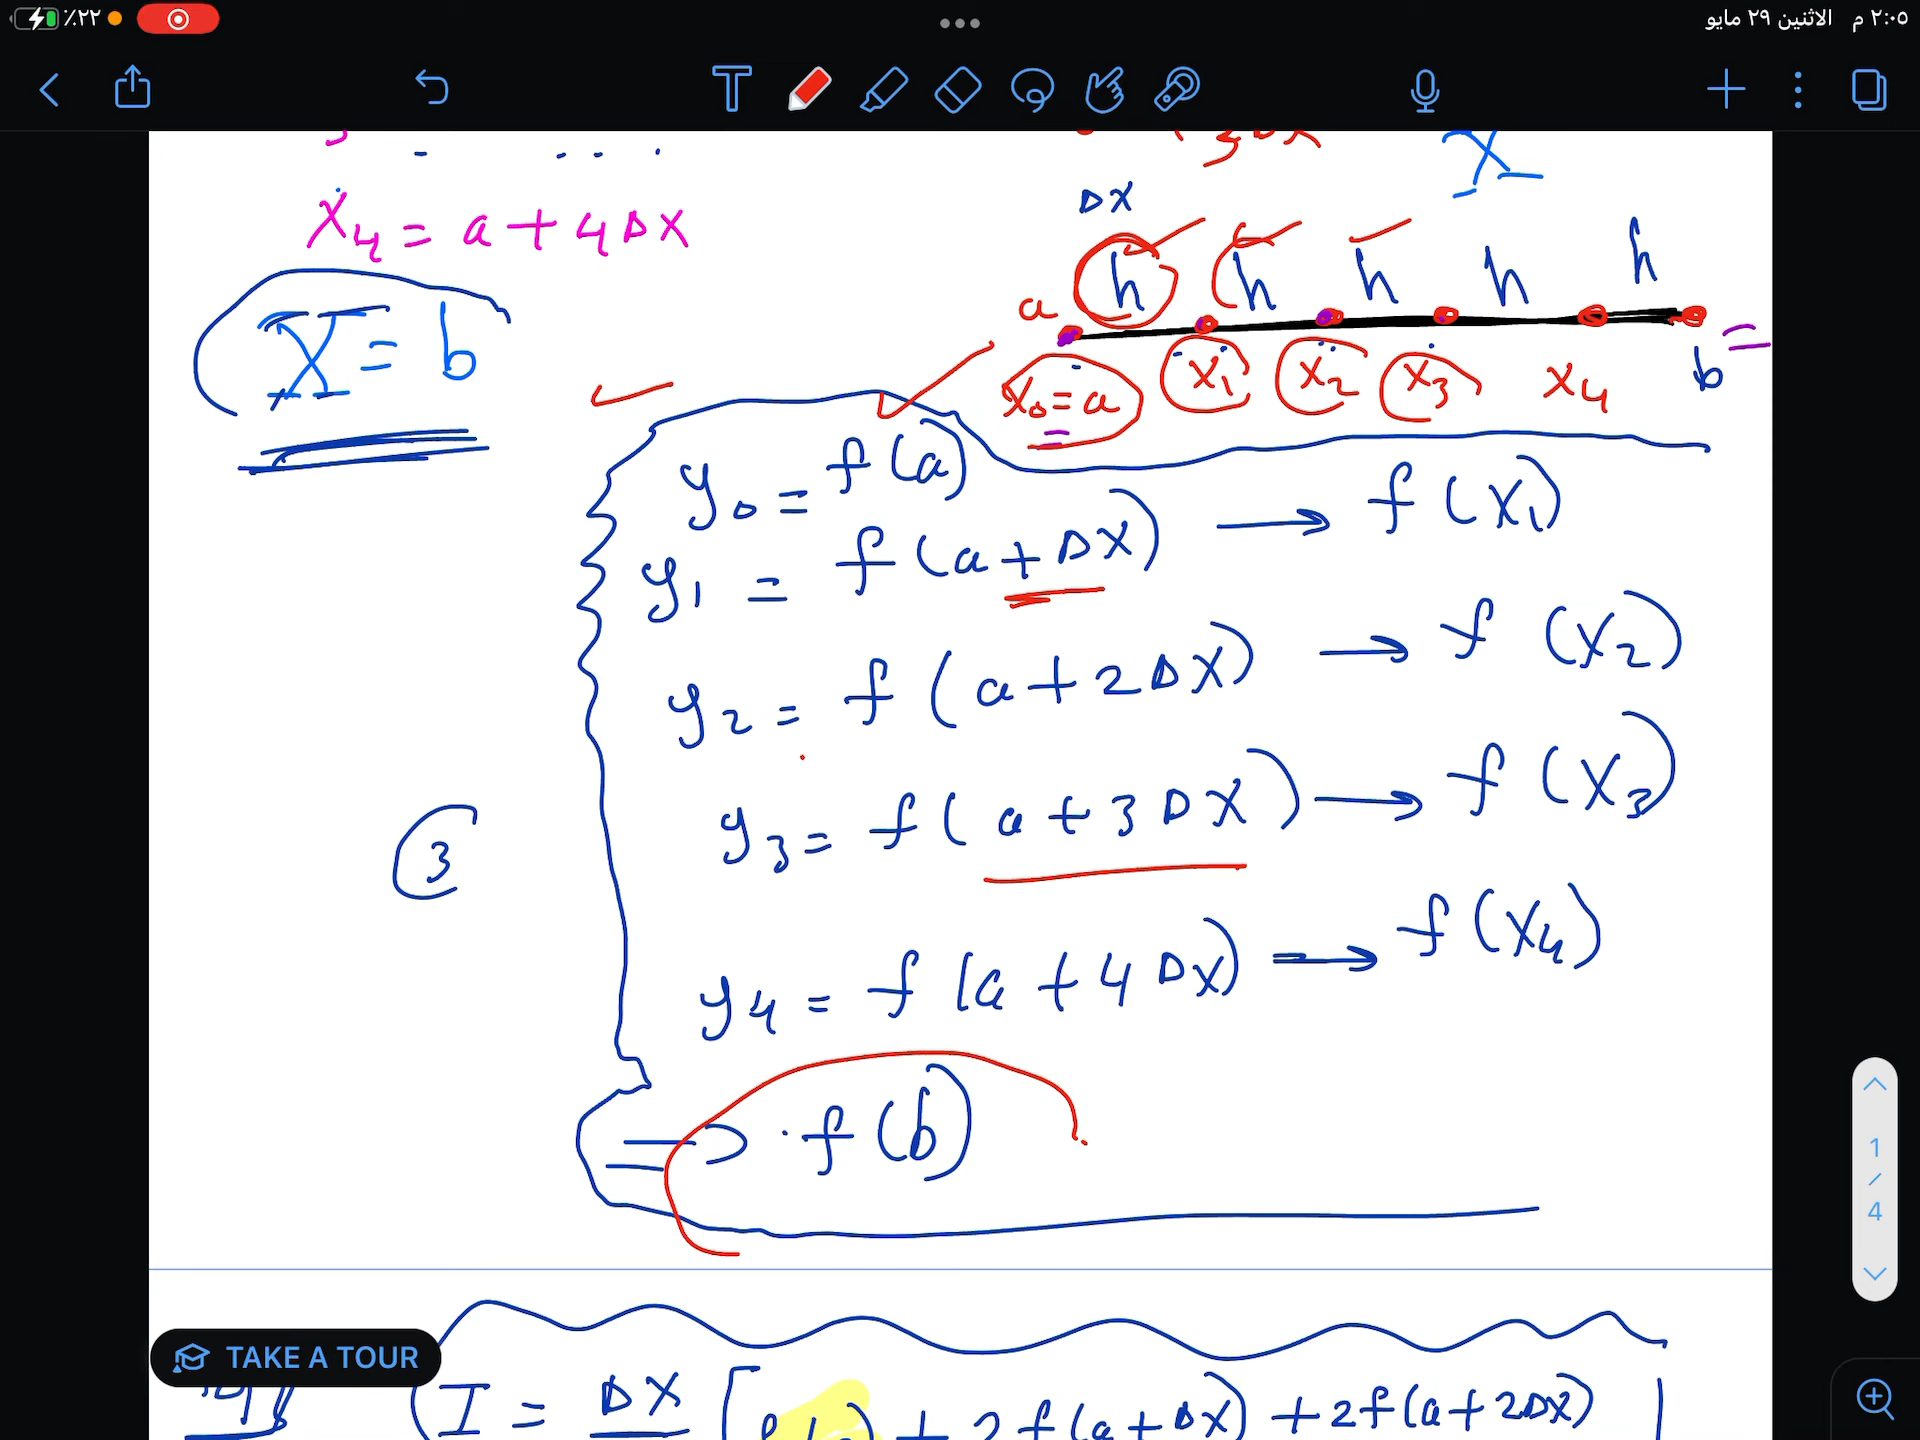 ٪٢٢ ٢:٠٥ م الاثنين ٢٩ مايو
X₄ = a + 4ΔX
X = b
ΔX
h h h h h
a
X₀ = a X₁ X₂ X₃ X₄ b =
y₀ = f(a)
y₁ = f(a + ΔX) → f(X₁)
y₂ = f(a + 2ΔX) → f(X₂)
3
y₃ = f(a + 3ΔX) → f(X₃)
y₄ = f(a + 4ΔX) → f(X₄)
⇒ f(b)
1
/
4
TAKE A TOUR
I = ΔX [ + 2f(a + ΔX) + 2f(a + 2ΔX)